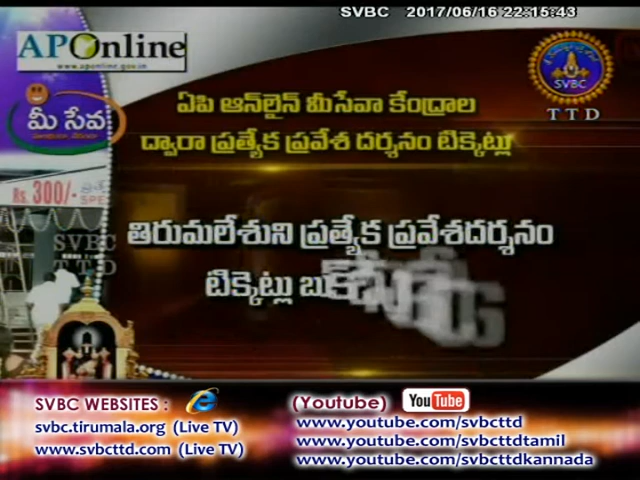 SVBC 2017/06/16 22:15:43
APOnline
www.aponline.gov.in
మీ సేవ
SVBC
TTD
ఏపి ఆన్‌లైన్ మీసేవా కేంద్రాల
ద్వారా ప్రత్యేక ప్రవేశ దర్శనం టిక్కెట్లు
Rs. 300/-
SVBC
TTD
తిరుమలేశుని ప్రత్యేక ప్రవేశదర్శనం
టిక్కెట్లు
SVBC WEBSITES :
svbc.tirumala.org (Live TV)
www.svbcttd.com (Live TV)
(Youtube) YouTube
www.youtube.com/svbcttd
www.youtube.com/svbcttdtamil
www.youtube.com/svbcttdkannada